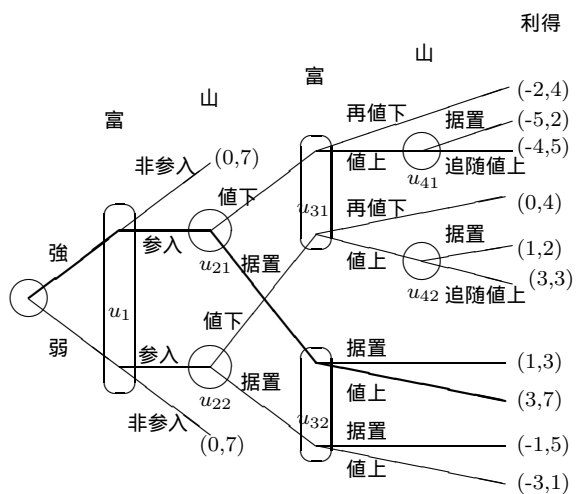 利得
山
富
山
富
(-2,4)
再値下
据置
(-5,2)
(-4,5)
値上
追随値上
u41
非参入
(0,7)
値下
u31
再値下
(0,4)
据置
(1,2)
値上
追随値上
(3,3)
u42
強
参入
u21
据置
u1
値下
弱
参入
据置
u22
非参入
(0,7)
据置
(1,3)
値上
(3,7)
u32
据置
(-1,5)
値上
(-3,1)